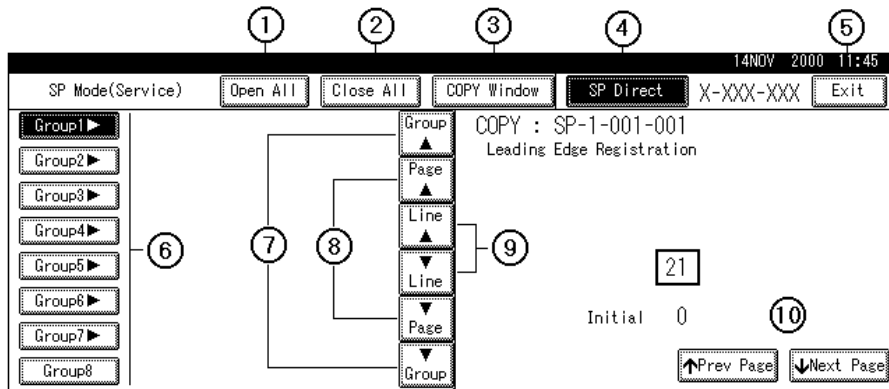 1 2 3 4 5
14NOV 2000 11:45
SP Mode(Service) Open All Close All COPY Window SP Direct X-XXX-XXX Exit
Group1▶ Group ▲ COPY : SP-1-001-001
Leading Edge Registration
Group2▶ Page ▲
Group3▶
Group4▶ Line ▲
6 7 8 9
Group5▶ ▼ Line 21
Group6▶ ▼ Page Initial 0 10
Group7▶
Group8 ▼ Group ↑Prev Page ↓Next Page